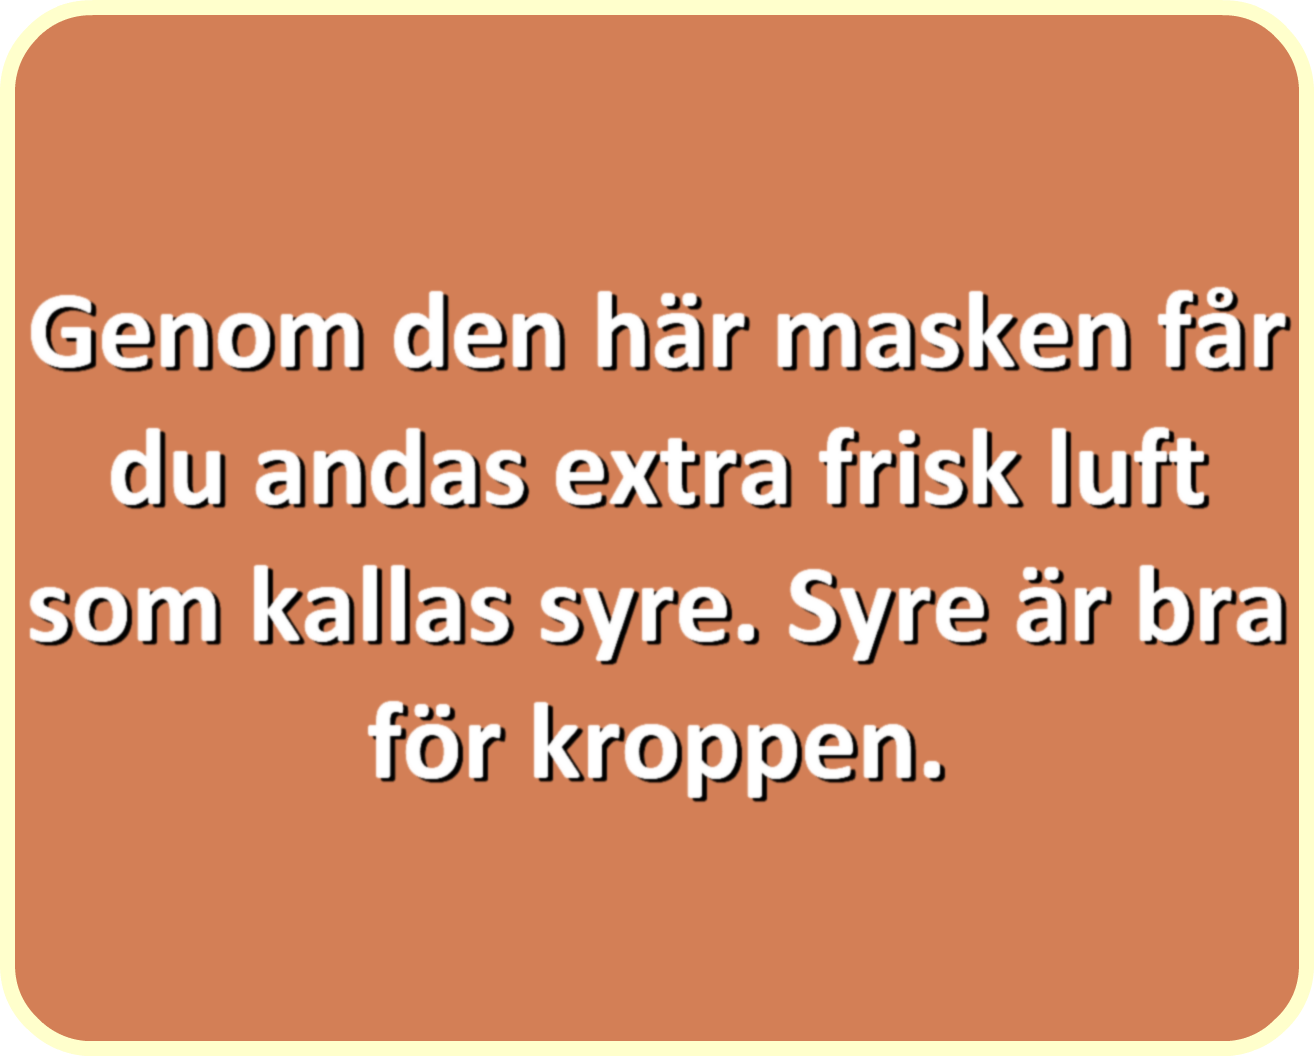 Genom den här masken får
du andas extra frisk luft
som kallas syre. Syre är bra
för kroppen.